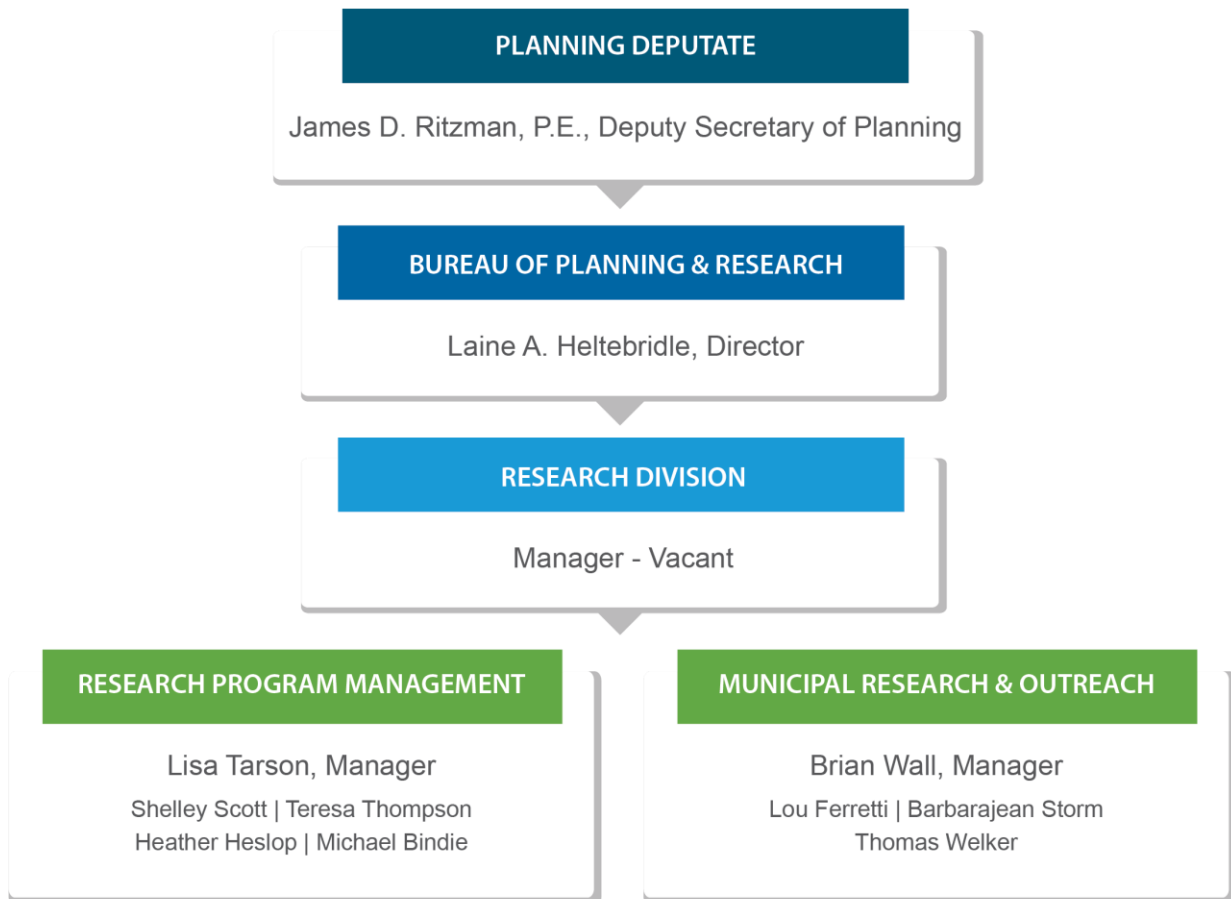 PLANNING DEPUTATE
James D. Ritzman, P.E., Deputy Secretary of Planning
BUREAU OF PLANNING & RESEARCH
Laine A. Heltebridle, Director
RESEARCH DIVISION
Manager - Vacant
RESEARCH PROGRAM MANAGEMENT
Lisa Tarson, Manager
Shelley Scott | Teresa Thompson
Heather Heslop | Michael Bindie
MUNICIPAL RESEARCH & OUTREACH
Brian Wall, Manager
Lou Ferretti | Barbarajean Storm
Thomas Welker